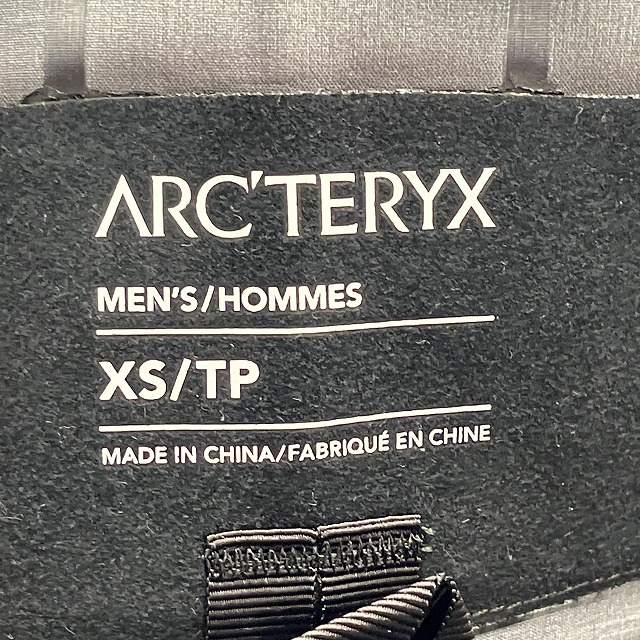 ARC'TERYX
MEN'S/HOMMES
XS/TP
MADE IN CHINA/FABRIQUÉ EN CHINE